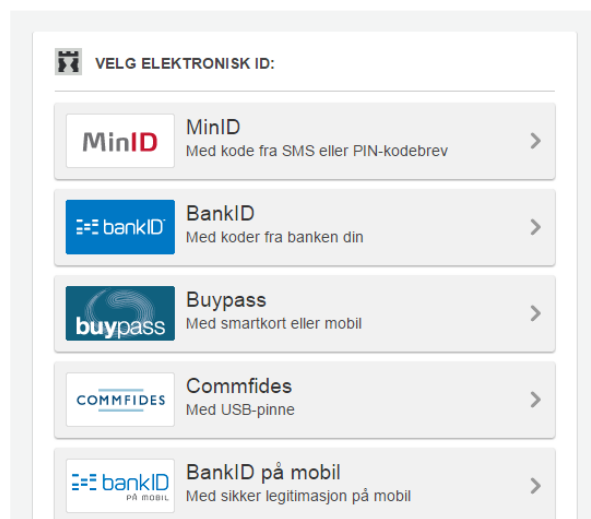 VELG ELEKTRONISK ID:
MinID
MinID
Med kode fra SMS eller PIN-kodebrev
bankID
BankID
Med koder fra banken din
buypass
Buypass
Med smartkort eller mobil
COMMFIDES
Commfides
Med USB-pinne
bankID
PÅ MOBIL
BankID på mobil
Med sikker legitimasjon på mobil